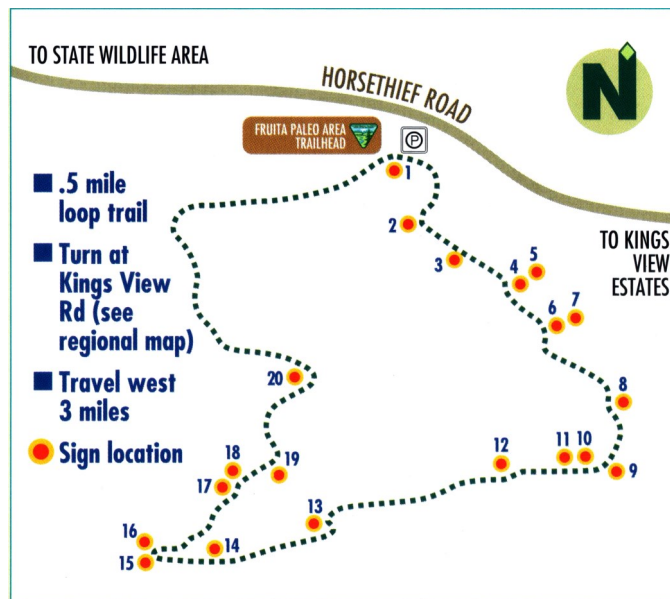 TO STATE WILDLIFE AREA
HORSETHIEF ROAD
N
FRUITA PALEO AREA
TRAILHEAD
P
.5 mile
loop trail
Turn at
Kings View
Rd (see
regional map)
Travel west
3 miles
Sign location
TO KINGS
VIEW
ESTATES
1
2
3
4
5
6
7
8
9
10
11
12
13
14
15
16
17
18
19
20